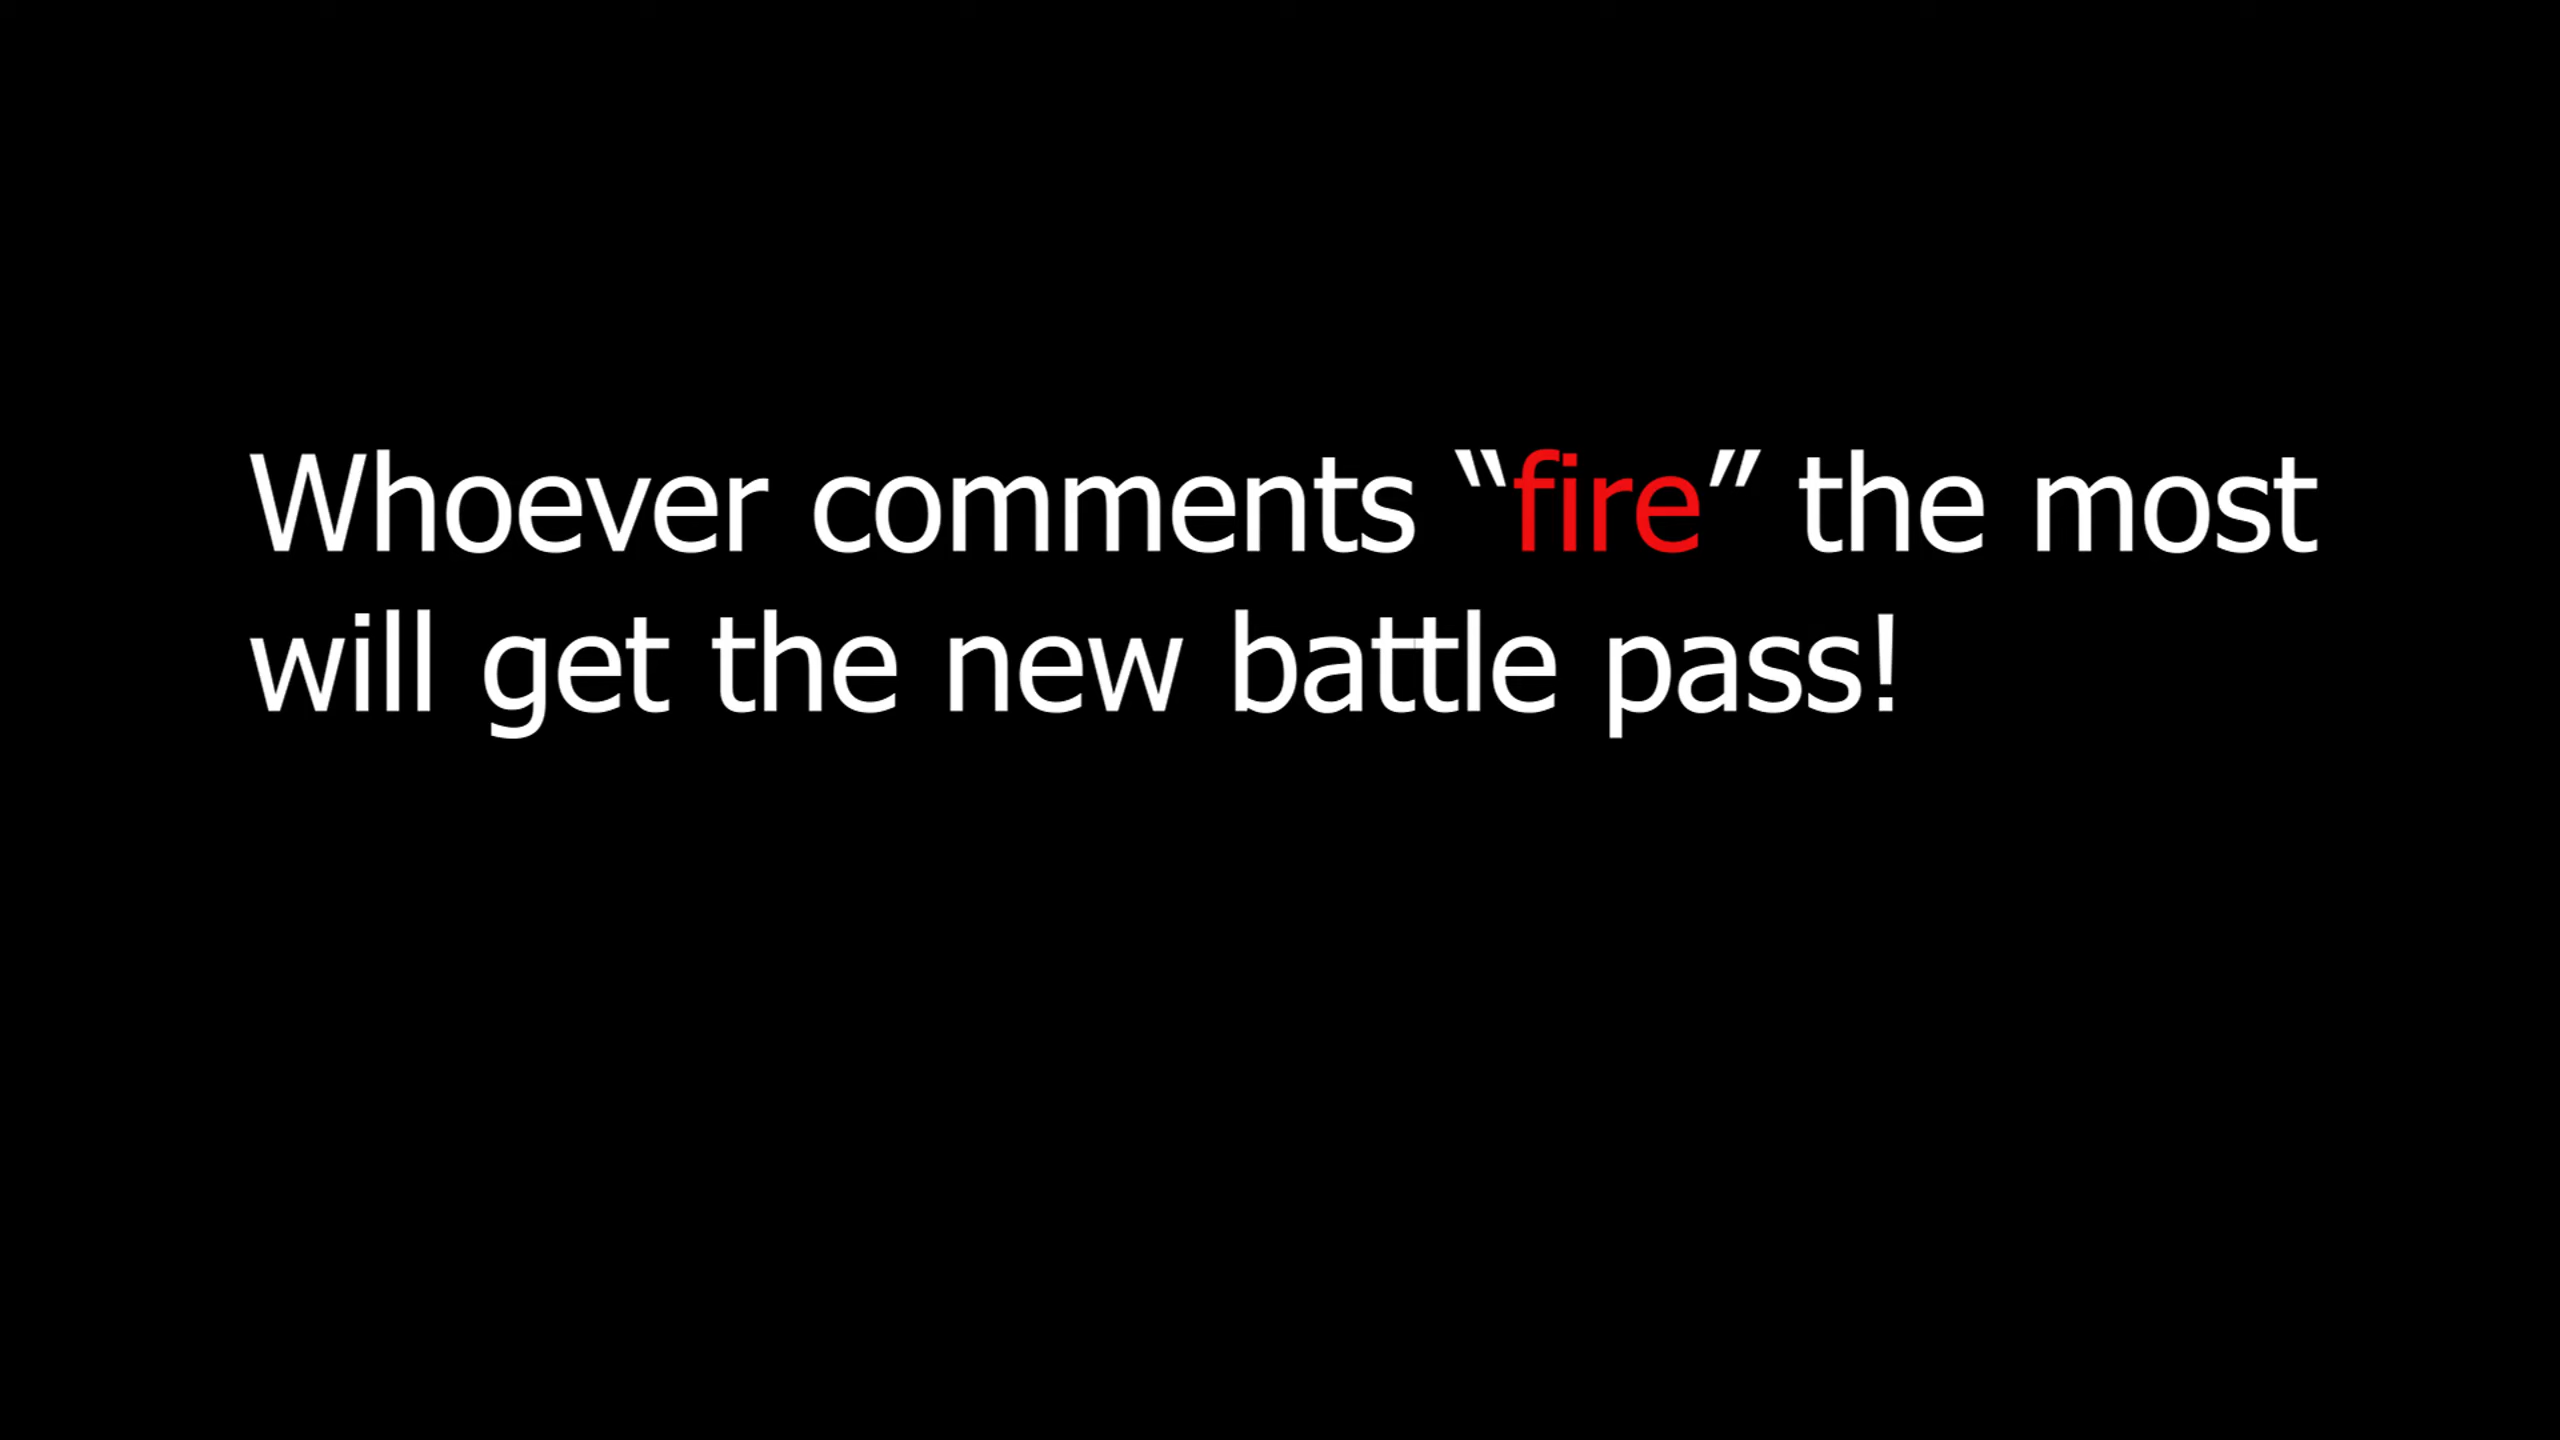 Whoever comments “fire” the most
will get the new battle pass!